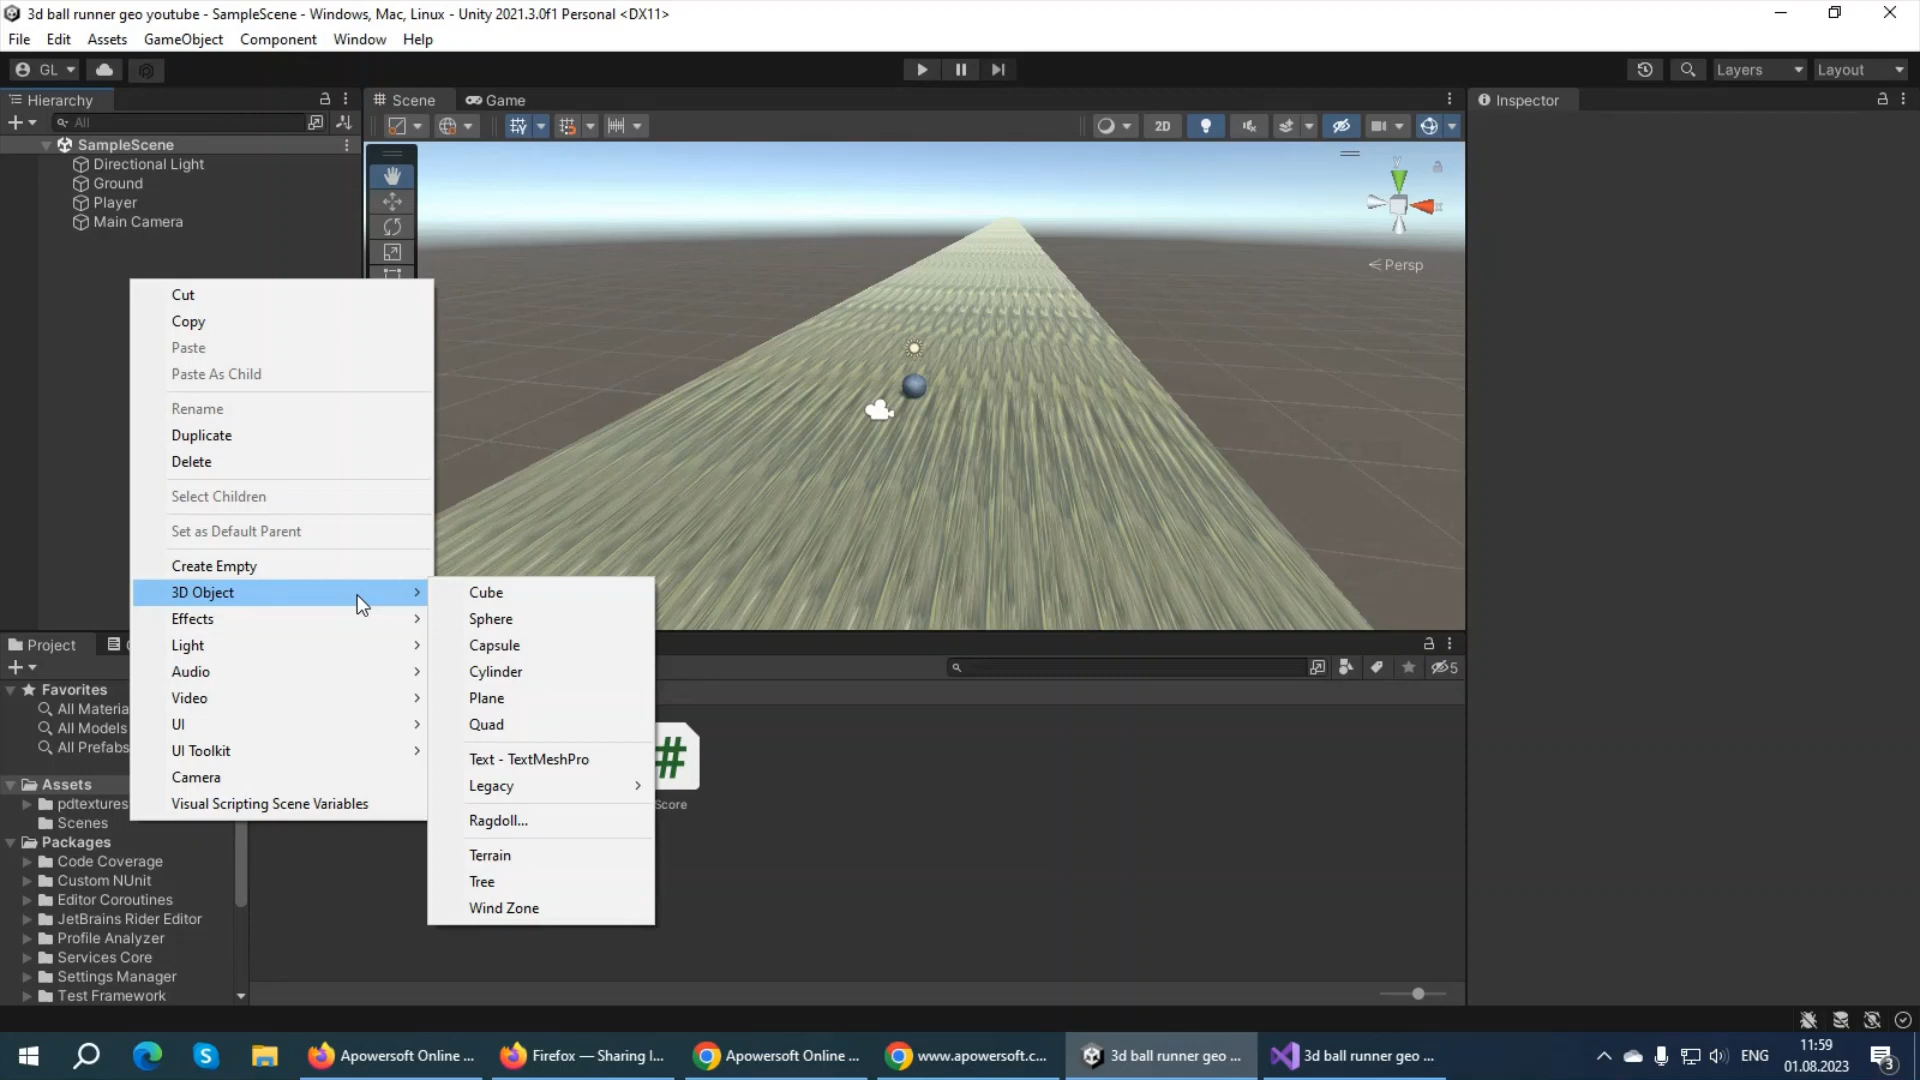 3d ball runner geo youtube - SampleScene - Windows, Mac, Linux - Unity 2021.3.0f1 Personal <DX11>
File Edit Assets GameObject Component Window Help
GL
Layers
Layout
Hierarchy
Scene
Game
Inspector
All
2D
SampleScene
Directional Light
Ground
Player
Main Camera
y
x
Persp
Cut
Copy
Paste
Paste As Child
Rename
Duplicate
Delete
Select Children
Set as Default Parent
Create Empty
3D Object
Effects
Light
Audio
Video
UI
UI Toolkit
Camera
Visual Scripting Scene Variables
Cube
Sphere
Capsule
Cylinder
Plane
Quad
Text - TextMeshPro
Legacy
Ragdoll...
Terrain
Tree
Wind Zone
Project
5
Favorites
All Materia
All Models
All Prefabs
Assets
pdtextures
Scenes
Packages
Code Coverage
Custom NUnit
Editor Coroutines
JetBrains Rider Editor
Profile Analyzer
Services Core
Settings Manager
Test Framework
#
Score
Apowersoft Online ...
Firefox — Sharing I...
Apowersoft Online ...
www.apowersoft.c...
3d ball runner geo ...
3d ball runner geo ...
ENG
11:59
01.08.2023
3